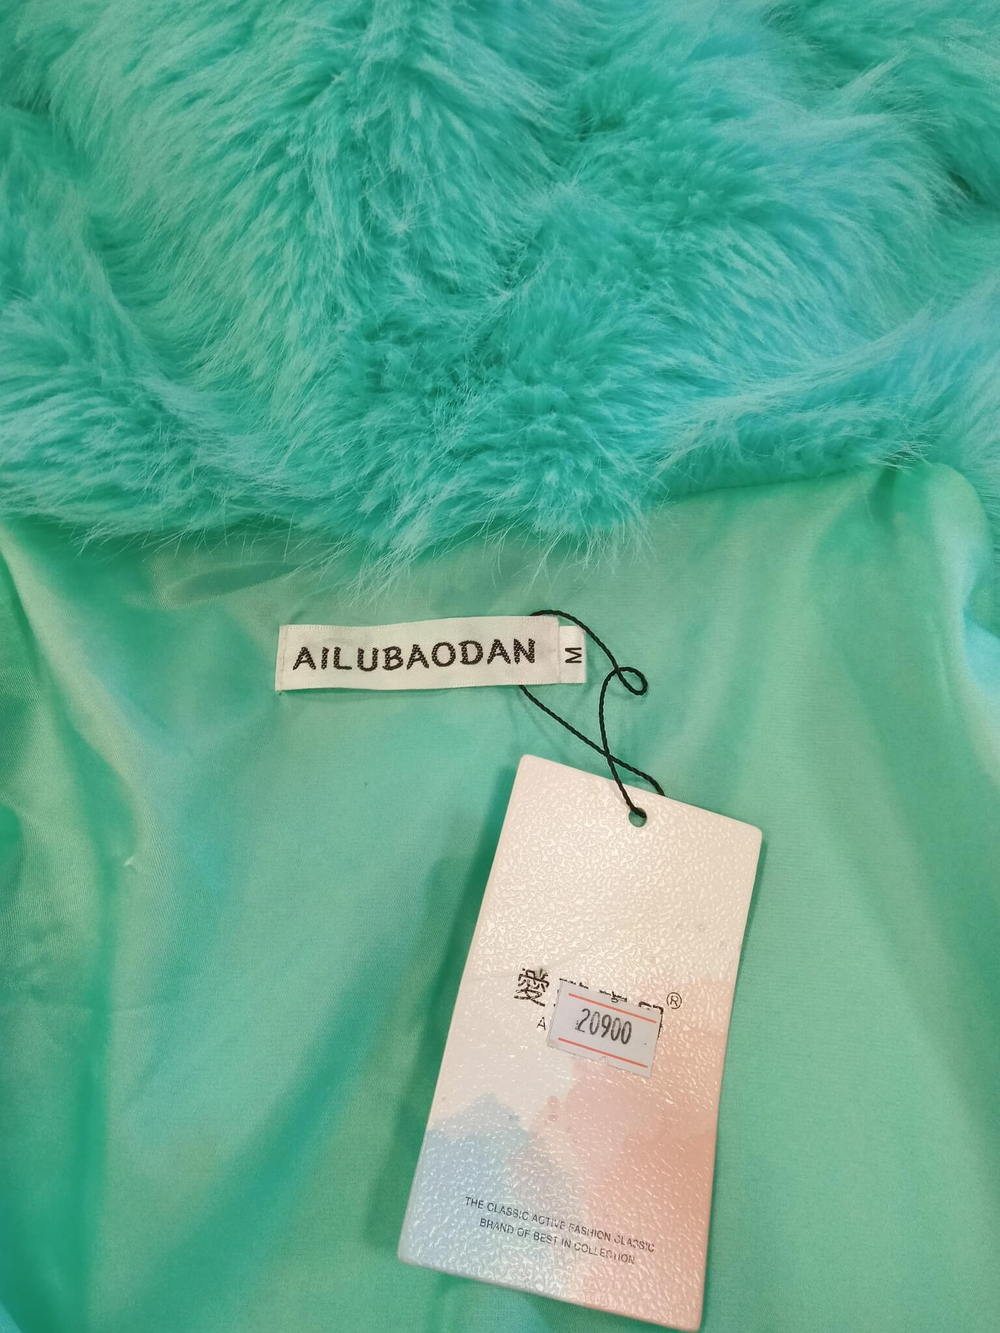 AILUBAODAN
M
愛
®
A
20900
THE CLASSIC ACTIVE FASHION CLASSIC
BRAND OF BEST IN COLLECTION